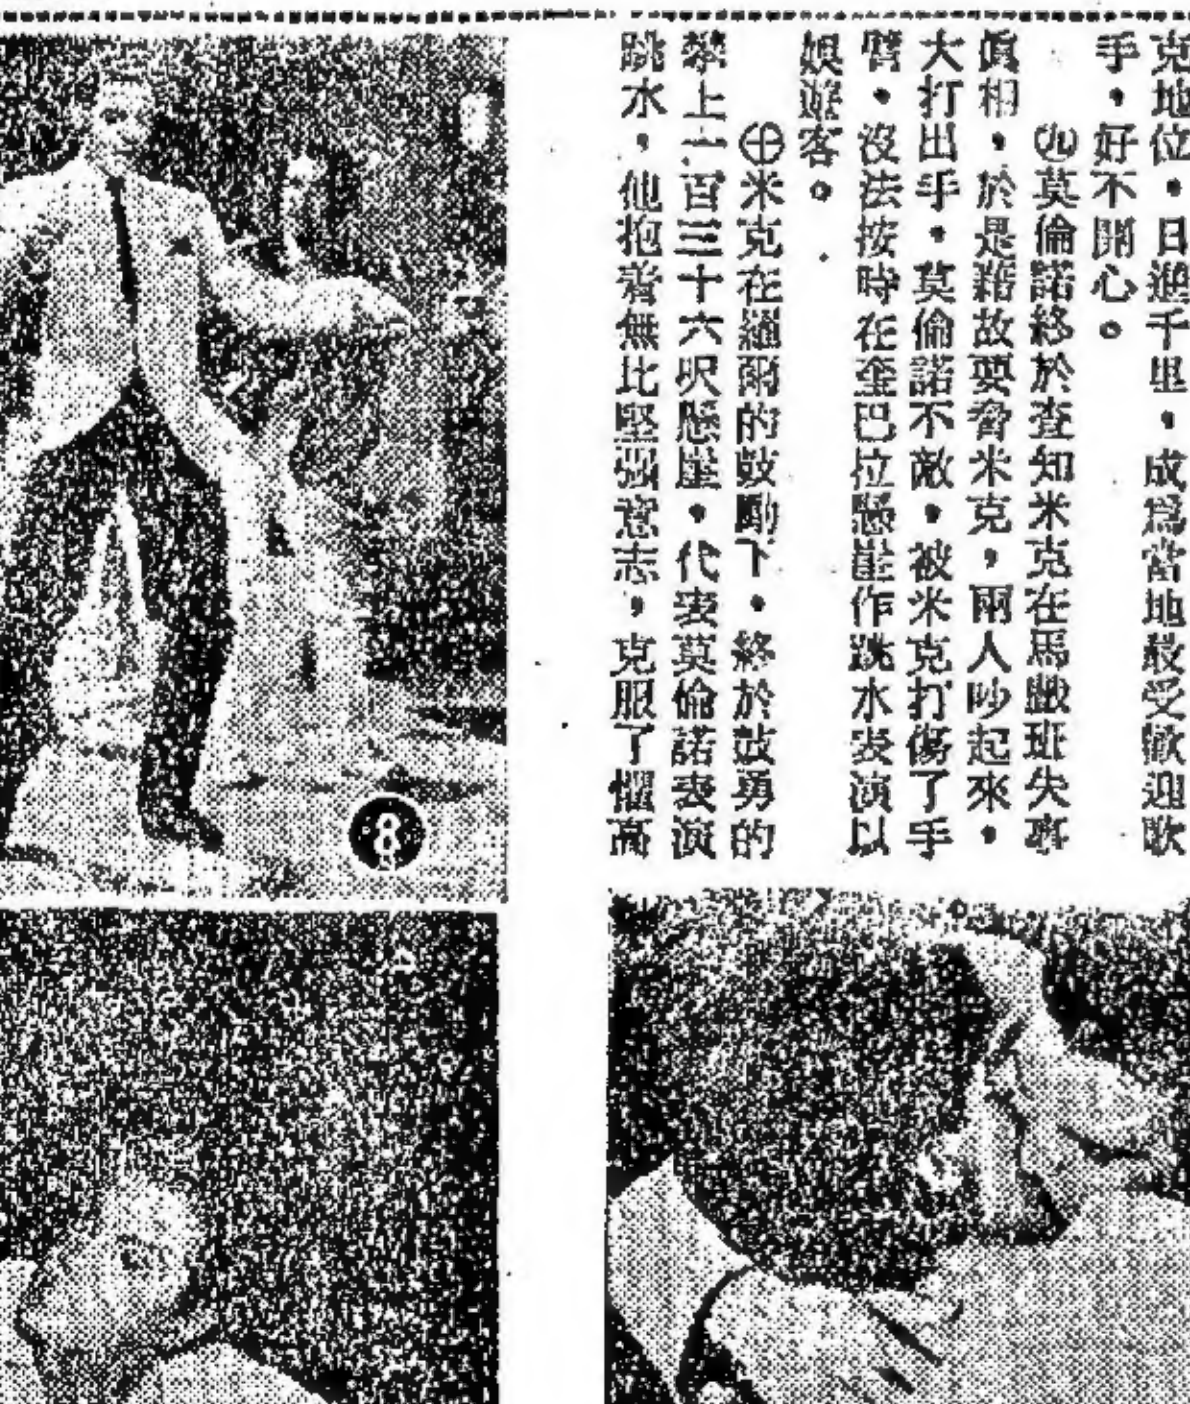 克地位，日進千里，成爲當地最受歡迎歌
手，好不開心。
㊈莫倫諾終於查知米克在馬戲班失事
眞相，於是藉故要脅米克，兩人吵起來，
大打出手，莫倫諾不敵，被米克打傷了手
臂，沒法按時在奎巴拉懸崖作跳水表演以
娛遊客。
㊉米克在。爾的鼓勵下，終於鼓勇的
攀上一百三十六呎懸崖，代表莫倫諾表演
跳水，他抱着無比堅强意志，克服了懼高
8